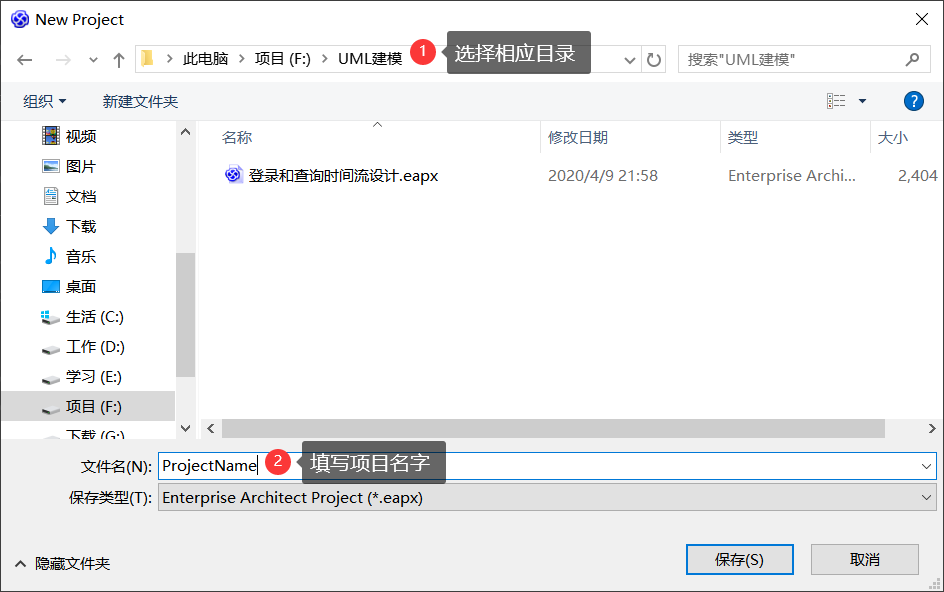 New Project
此电脑 项目 (F:) UML建模 1 选择相应目录 搜索"UML建模"
组织 新建文件夹 ?
名称 修改日期 类型 大小
登录和查询时间流设计.eapx 2020/4/9 21:58 Enterprise Archi... 2,404
视频
图片
文档
下载
音乐
桌面
生活 (C:)
工作 (D:)
学习 (E:)
项目 (F:)
下载 (G:)
文件名(N): ProjectName 2 填写项目名字
保存类型(T): Enterprise Architect Project (*.eapx)
隐藏文件夹 保存(S) 取消